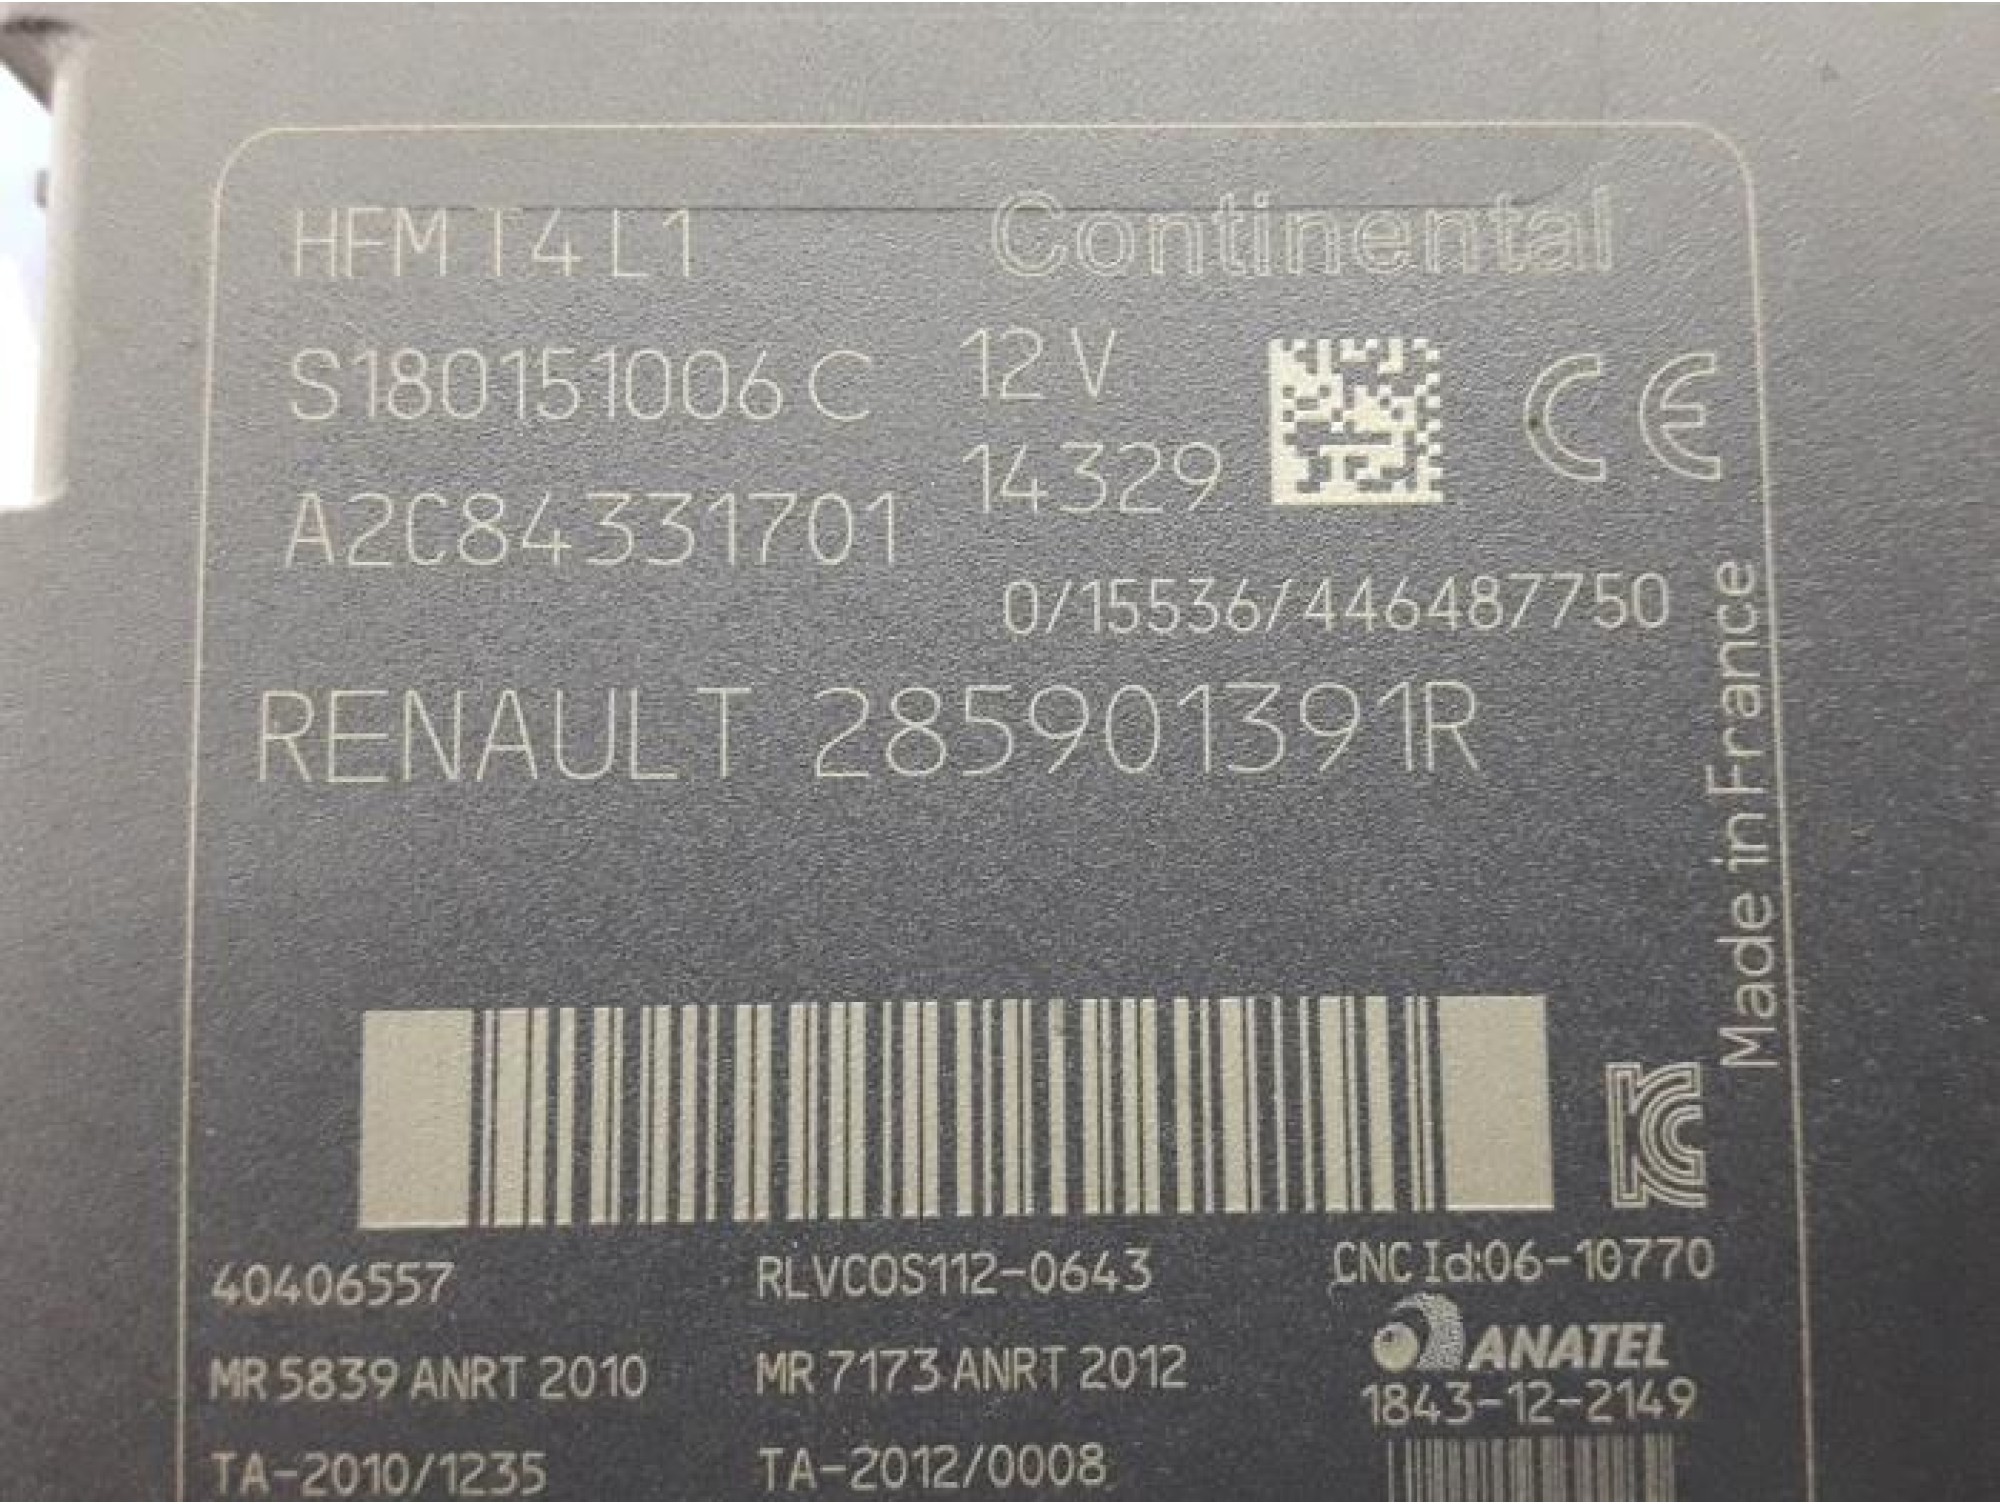 HFM T4 L1 Continental
S180151006 C 12 V CE
A2C84331701 14329
0/15536/446487750
RENAULT 285901391R
Made in France
40406557 RLVCOS112-0643 CNC Id:06-10770
ANATEL
MR 5839 ANRT 2010 MR 7173 ANRT 2012 1843-12-2149
TA-2010/1235 TA-2012/0008